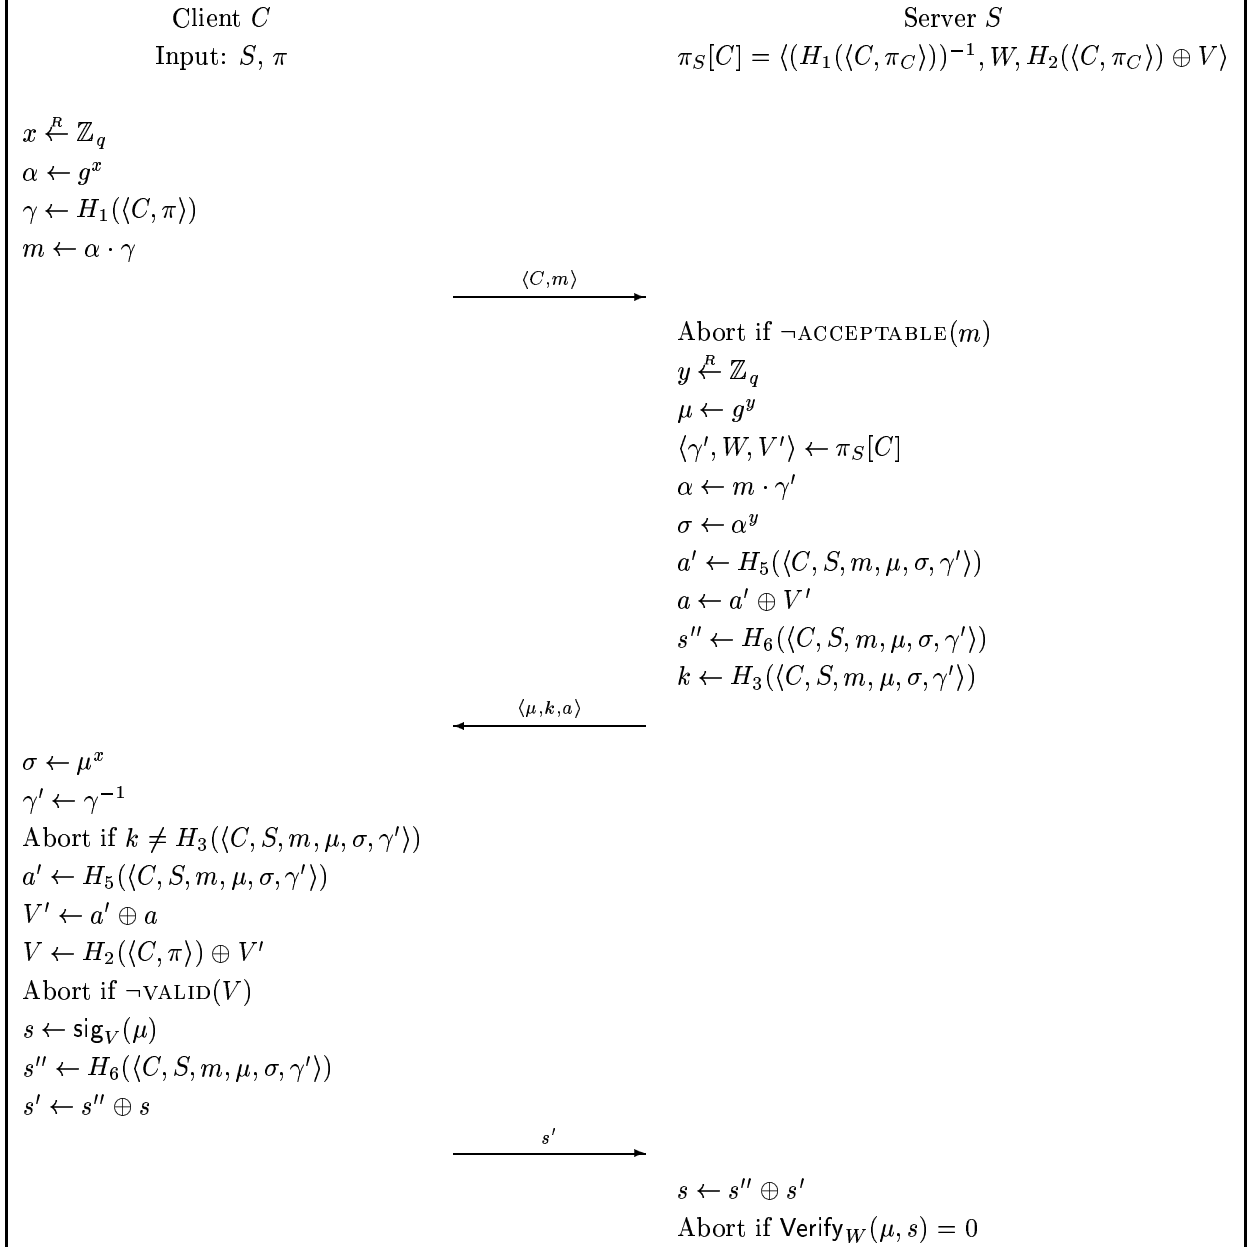 Client C
Server S
Input: S, π
π_S[C] = ⟨(H_1(⟨C, π_C⟩))^{-1}, W, H_2(⟨C, π_C⟩) ⊕ V⟩
x ←^R ℤ_q
α ← g^x
γ ← H_1(⟨C, π⟩)
m ← α · γ
⟨C,m⟩
Abort if ¬ACCEPTABLE(m)
y ←^R ℤ_q
μ ← g^y
⟨γ′, W, V′⟩ ← π_S[C]
α ← m · γ′
σ ← α^y
a′ ← H_5(⟨C, S, m, μ, σ, γ′⟩)
a ← a′ ⊕ V′
s″ ← H_6(⟨C, S, m, μ, σ, γ′⟩)
k ← H_3(⟨C, S, m, μ, σ, γ′⟩)
⟨μ,k,a⟩
σ ← μ^x
γ′ ← γ^{-1}
Abort if k ≠ H_3(⟨C, S, m, μ, σ, γ′⟩)
a′ ← H_5(⟨C, S, m, μ, σ, γ′⟩)
V′ ← a′ ⊕ a
V ← H_2(⟨C, π⟩) ⊕ V′
Abort if ¬VALID(V)
s ← sig_V(μ)
s″ ← H_6(⟨C, S, m, μ, σ, γ′⟩)
s′ ← s″ ⊕ s
s′
s ← s″ ⊕ s′
Abort if Verify_W(μ, s) = 0